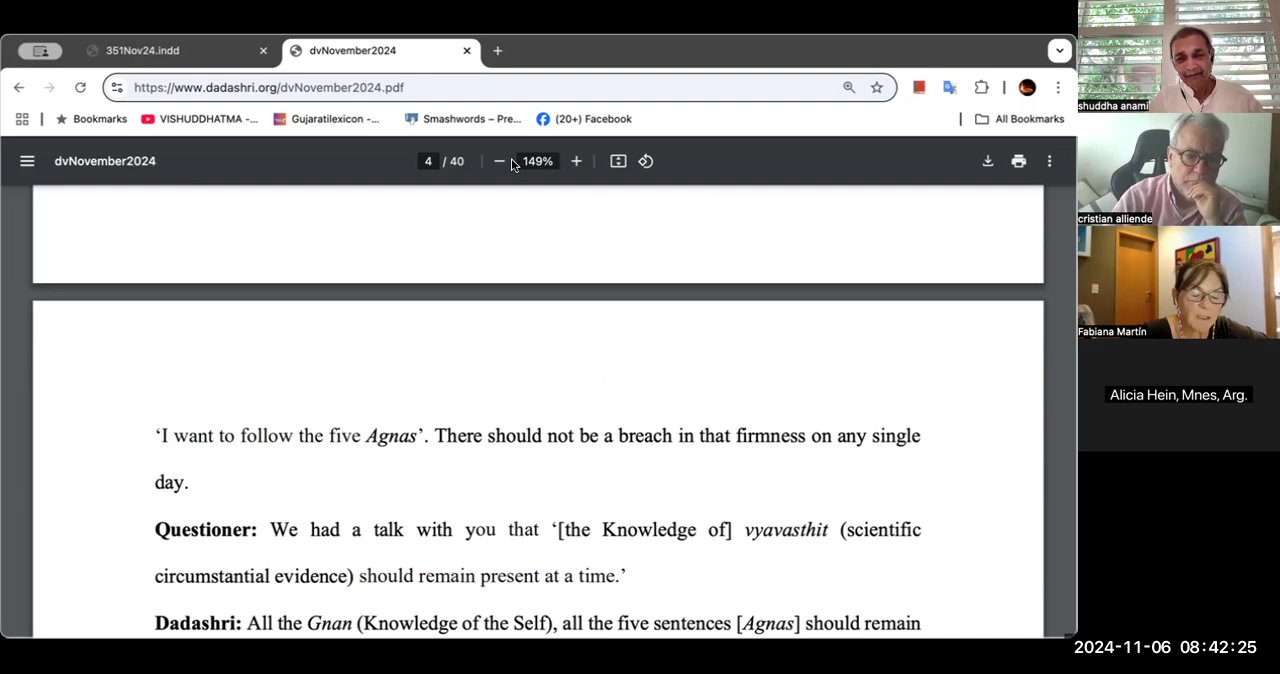 351Nov24.indd
dvNovember2024
https://www.dadashri.org/dvNovember2024.pdf
Bookmarks
VISHUDDHATMA -...
Gujaratilexicon -...
Smashwords – Pre...
(20+) Facebook
All Bookmarks
dvNovember2024
4 / 40
149%
‘I want to follow the five Agnas’. There should not be a breach in that firmness on any single
day.
Questioner: We had a talk with you that ‘[the Knowledge of] vyavasthit (scientific
circumstantial evidence) should remain present at a time.’
Dadashri: All the Gnan (Knowledge of the Self), all the five sentences [Agnas] should remain
shuddha anami
cristian alliende
Fabiana Martín
Alicia Hein, Mnes, Arg.
2024-11-06 08:42:25